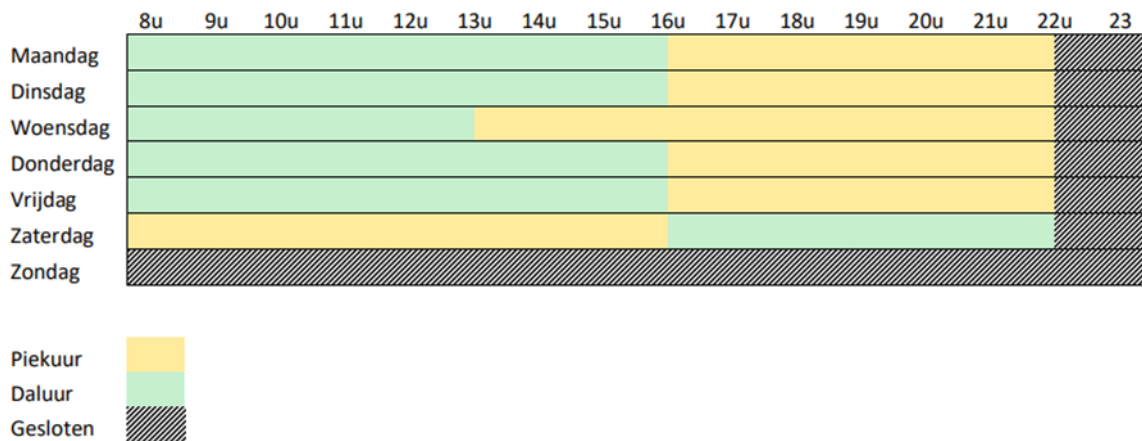 8u 9u 10u 11u 12u 13u 14u 15u 16u 17u 18u 19u 20u 21u 22u 23
Maandag
Dinsdag
Woensdag
Donderdag
Vrijdag
Zaterdag
Zondag
Piekuur
Daluur
Gesloten